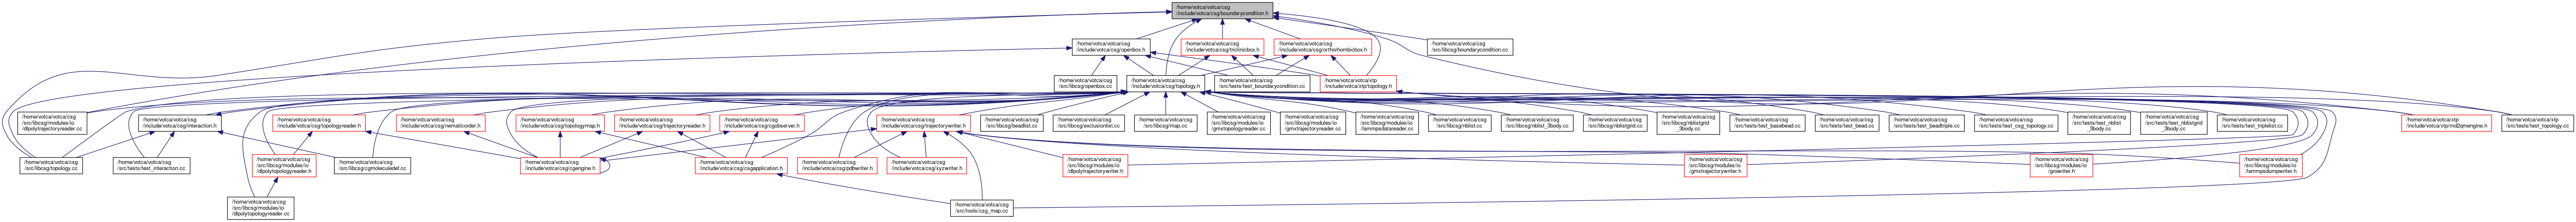 /home/votca/votca/csg
/include/votca/csg/boundarycondition.h
/home/votca/votca/csg
/include/votca/csg/openbox.h
/home/votca/votca/csg
/include/votca/csg/triclinicbox.h
/home/votca/votca/csg
/include/votca/csg/orthorhombicbox.h
/home/votca/votca/csg
/src/libcsg/boundarycondition.cc
/home/votca/votca/csg
/src/libcsg/openbox.cc
/home/votca/votca/csg
/include/votca/csg/topology.h
/home/votca/votca/csg
/src/tests/test_boundarycondition.cc
/home/votca/votca/xtp
/include/votca/xtp/topology.h
/home/votca/votca/csg
/src/libcsg/modules/io
/dlpolytrajectoryreader.cc
/home/votca/votca/csg
/include/votca/csg/interaction.h
/home/votca/votca/csg
/include/votca/csg/topologyreader.h
/home/votca/votca/csg
/include/votca/csg/nematicorder.h
/home/votca/votca/csg
/include/votca/csg/topologymap.h
/home/votca/votca/csg
/include/votca/csg/trajectoryreader.h
/home/votca/votca/csg
/include/votca/csg/cgobserver.h
/home/votca/votca/csg
/include/votca/csg/trajectorywriter.h
/home/votca/votca/csg
/src/libcsg/beadlist.cc
/home/votca/votca/csg
/src/libcsg/exclusionlist.cc
/home/votca/votca/csg
/src/libcsg/map.cc
/home/votca/votca/csg
/src/libcsg/modules/io
/gmxtopologyreader.cc
/home/votca/votca/csg
/src/libcsg/modules/io
/gmxtrajectoryreader.cc
/home/votca/votca/csg
/src/libcsg/modules/io
/lammpsdatareader.cc
/home/votca/votca/csg
/src/libcsg/nblist.cc
/home/votca/votca/csg
/src/libcsg/nblist_3body.cc
/home/votca/votca/csg
/src/libcsg/nblistgrid.cc
/home/votca/votca/csg
/src/libcsg/nblistgrid
_3body.cc
/home/votca/votca/csg
/src/tests/test_basebead.cc
/home/votca/votca/csg
/src/tests/test_bead.cc
/home/votca/votca/csg
/src/tests/test_beadtriple.cc
/home/votca/votca/csg
/src/tests/test_csg_topology.cc
/home/votca/votca/csg
/src/tests/test_nblist
_3body.cc
/home/votca/votca/csg
/src/tests/test_nblistgrid
_3body.cc
/home/votca/votca/csg
/src/tests/test_triplelist.cc
/home/votca/votca/xtp
/include/votca/xtp/md2qmengine.h
/home/votca/votca/xtp
/src/tests/test_topology.cc
/home/votca/votca/csg
/src/libcsg/topology.cc
/home/votca/votca/csg
/src/tests/test_interaction.cc
/home/votca/votca/csg
/src/libcsg/modules/io
/dlpolytopologyreader.h
/home/votca/votca/csg
/src/libcsg/cgmoleculedef.cc
/home/votca/votca/csg
/include/votca/csg/cgengine.h
/home/votca/votca/csg
/include/votca/csg/csgapplication.h
/home/votca/votca/csg
/include/votca/csg/pdbwriter.h
/home/votca/votca/csg
/include/votca/csg/xyzwriter.h
/home/votca/votca/csg
/src/libcsg/modules/io
/dlpolytrajectorywriter.h
/home/votca/votca/csg
/src/libcsg/modules/io
/gmxtrajectorywriter.h
/home/votca/votca/csg
/src/libcsg/modules/io
/growriter.h
/home/votca/votca/csg
/src/libcsg/modules/io
/lammpsdumpwriter.h
/home/votca/votca/csg
/src/libcsg/modules/io
/dlpolytopologyreader.cc
/home/votca/votca/csg
/src/tools/csg_map.cc